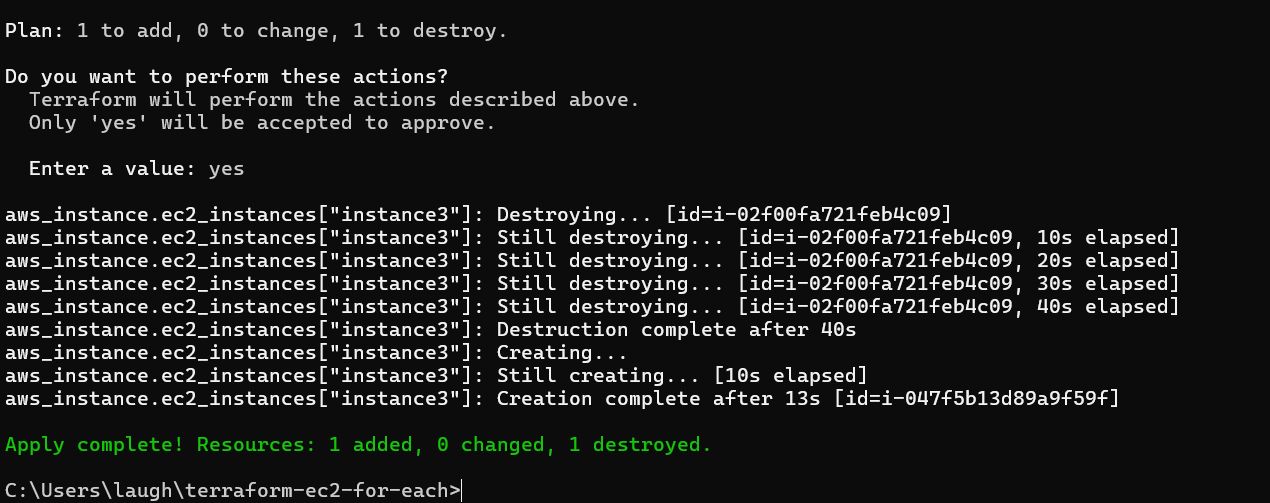 Plan: 1 to add, 0 to change, 1 to destroy.
Do you want to perform these actions?
Terraform will perform the actions described above.
Only 'yes' will be accepted to approve.
Enter a value: yes
aws_instance.ec2_instances["instance3"]: Destroying... [id=i-02f00fa721feb4c09]
aws_instance.ec2_instances["instance3"]: Still destroying... [id=i-02f00fa721feb4c09, 10s elapsed]
aws_instance.ec2_instances["instance3"]: Still destroying... [id=i-02f00fa721feb4c09, 20s elapsed]
aws_instance.ec2_instances["instance3"]: Still destroying... [id=i-02f00fa721feb4c09, 30s elapsed]
aws_instance.ec2_instances["instance3"]: Still destroying... [id=i-02f00fa721feb4c09, 40s elapsed]
aws_instance.ec2_instances["instance3"]: Destruction complete after 40s
aws_instance.ec2_instances["instance3"]: Creating...
aws_instance.ec2_instances["instance3"]: Still creating... [10s elapsed]
aws_instance.ec2_instances["instance3"]: Creation complete after 13s [id=i-047f5b13d89a9f59f]
Apply complete! Resources: 1 added, 0 changed, 1 destroyed.
C:\Users\laugh\terraform-ec2-for-each>